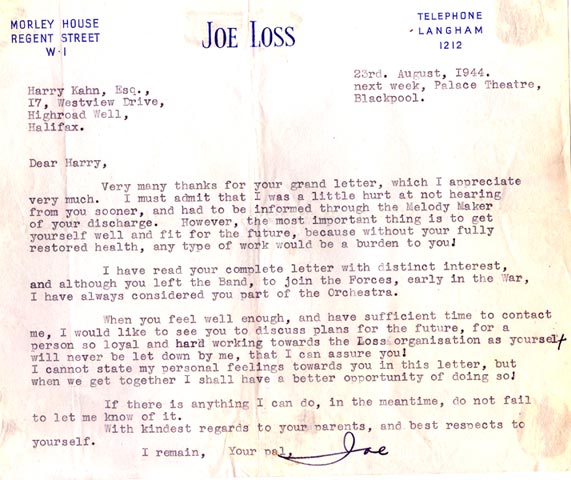 MORLEY HOUSE
REGENT STREET
W·1
JOE LOSS
TELEPHONE
LANGHAM
1212
23rd. August, 1944.
next week, Palace Theatre,
Blackpool.
Harry Kahn, Esq.,
17, Westview Drive,
Highroad Well,
Halifax.
Dear Harry,
Very many thanks for your grand letter, which I appreciate
very much. I must admit that I was a little hurt at not hearing
from you sooner, and had to be informed through the Melody Maker
of your discharge. However, the most important thing is to get
yourself well and fit for the future, because without your fully
restored health, any type of work would be a burden to you!
I have read your complete letter with distinct interest,
and although you left the Band, to join the Forces, early in the War,
I have always considered you part of the Orchestra.
When you feel well enough, and have sufficient time to contact
me, I would like to see you to discuss plans for the future, for a
person so loyal and hard working towards the Loss organisation as yourself
will never be let down by me, that I can assure you!
I cannot state my personal feelings towards you in this letter, but
when we get together I shall have a better opportunity of doing so!
If there is anything I can do, in the meantime, do not fail
to let me know of it.
With kindest regards to your parents, and best respects to
yourself.
I remain, Your pal,
Joe